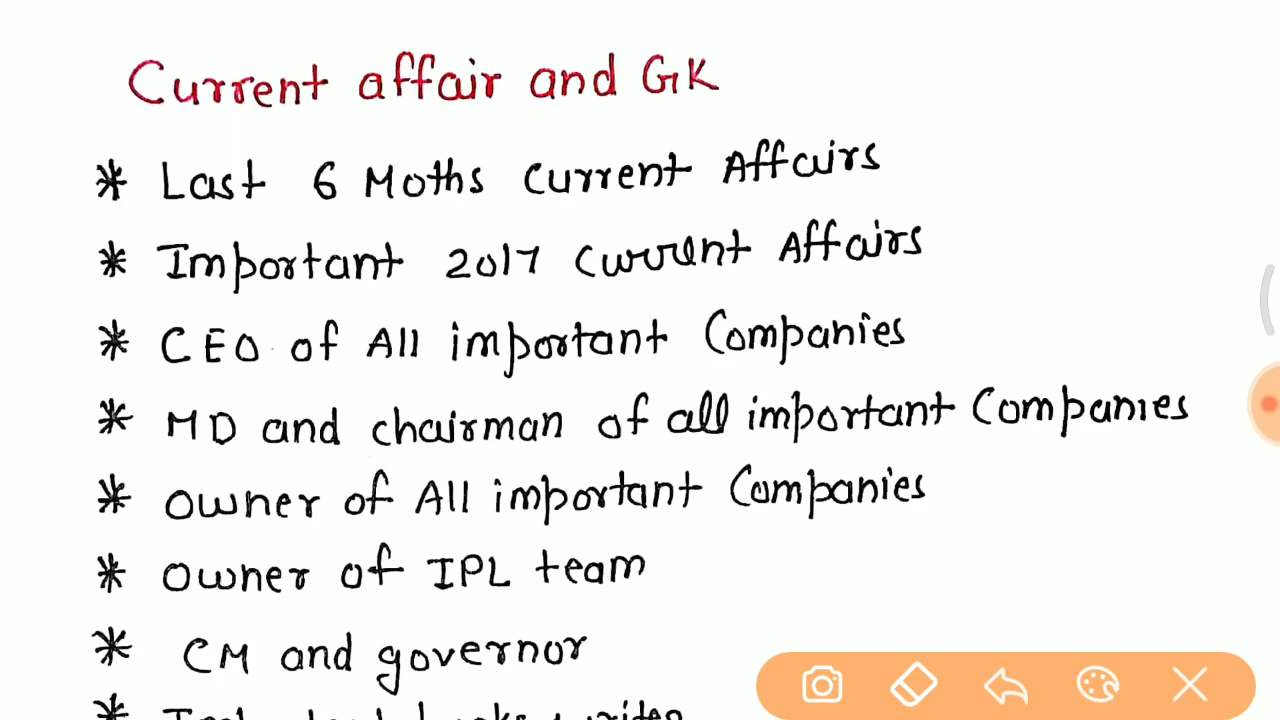 Current affair and GK
* Last 6 Moths Current Affairs
* Important 2017 Current Affairs
* CEO of All important Companies
* MD and chairman of all important Companies
* Owner of All important Companies
* Owner of IPL team
* CM and governor
*